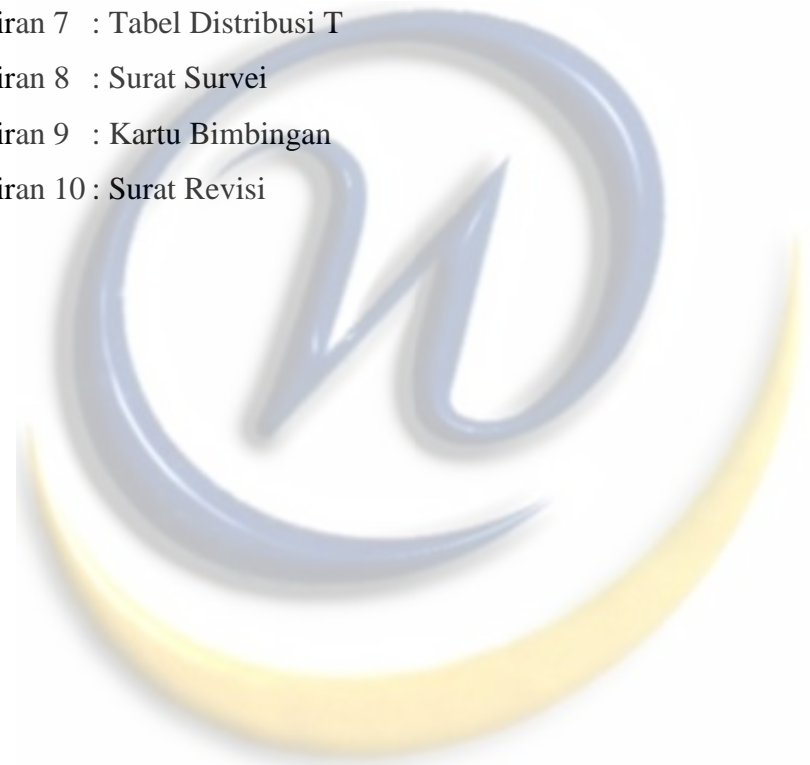 iran 7 : Tabel Distribusi T
iran 8 : Surat Survei
iran 9 : Kartu Bimbingan
iran 10 : Surat Revisi